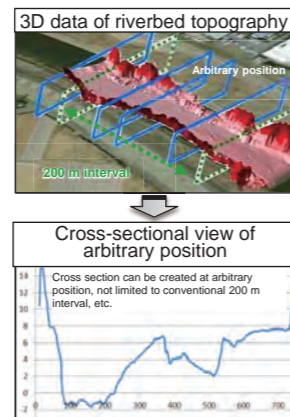 3D data of riverbed topography
Arbitrary position
200 m interval
Cross-sectional view of
arbitrary position
Cross section can be created at arbitrary
position, not limited to conventional 200 m
interval, etc.
14
12
10
8
6
4
2
0
-2
100 200 300 400 500 600 700